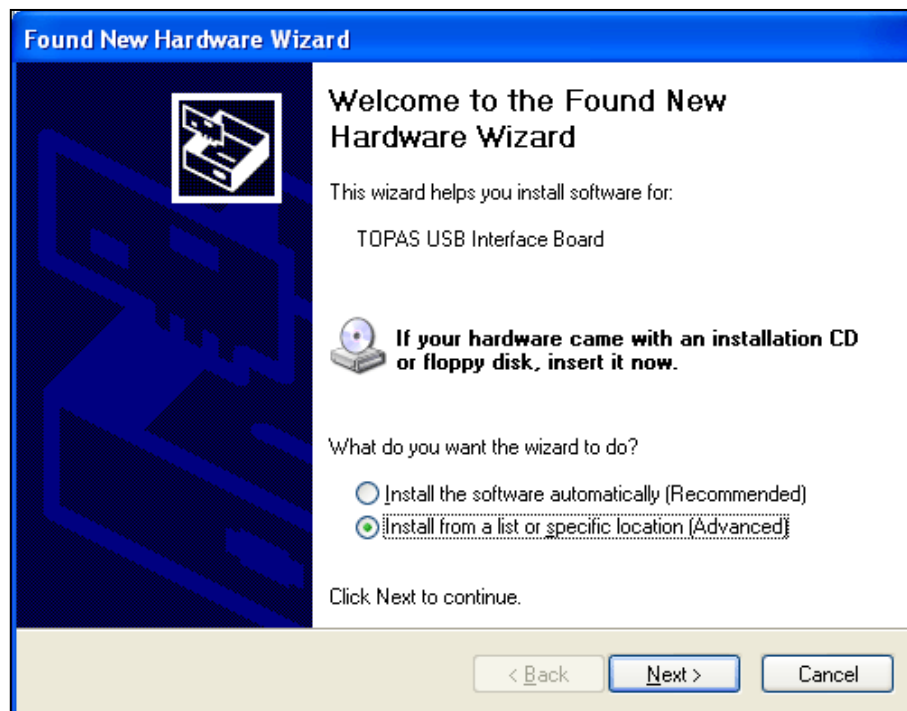 Found New Hardware Wizard
Welcome to the Found New
Hardware Wizard
This wizard helps you install software for:
TOPAS USB Interface Board
If your hardware came with an installation CD
or floppy disk, insert it now.
What do you want the wizard to do?
Install the software automatically (Recommended)
Install from a list or specific location (Advanced)
Click Next to continue.
< Back Next > Cancel